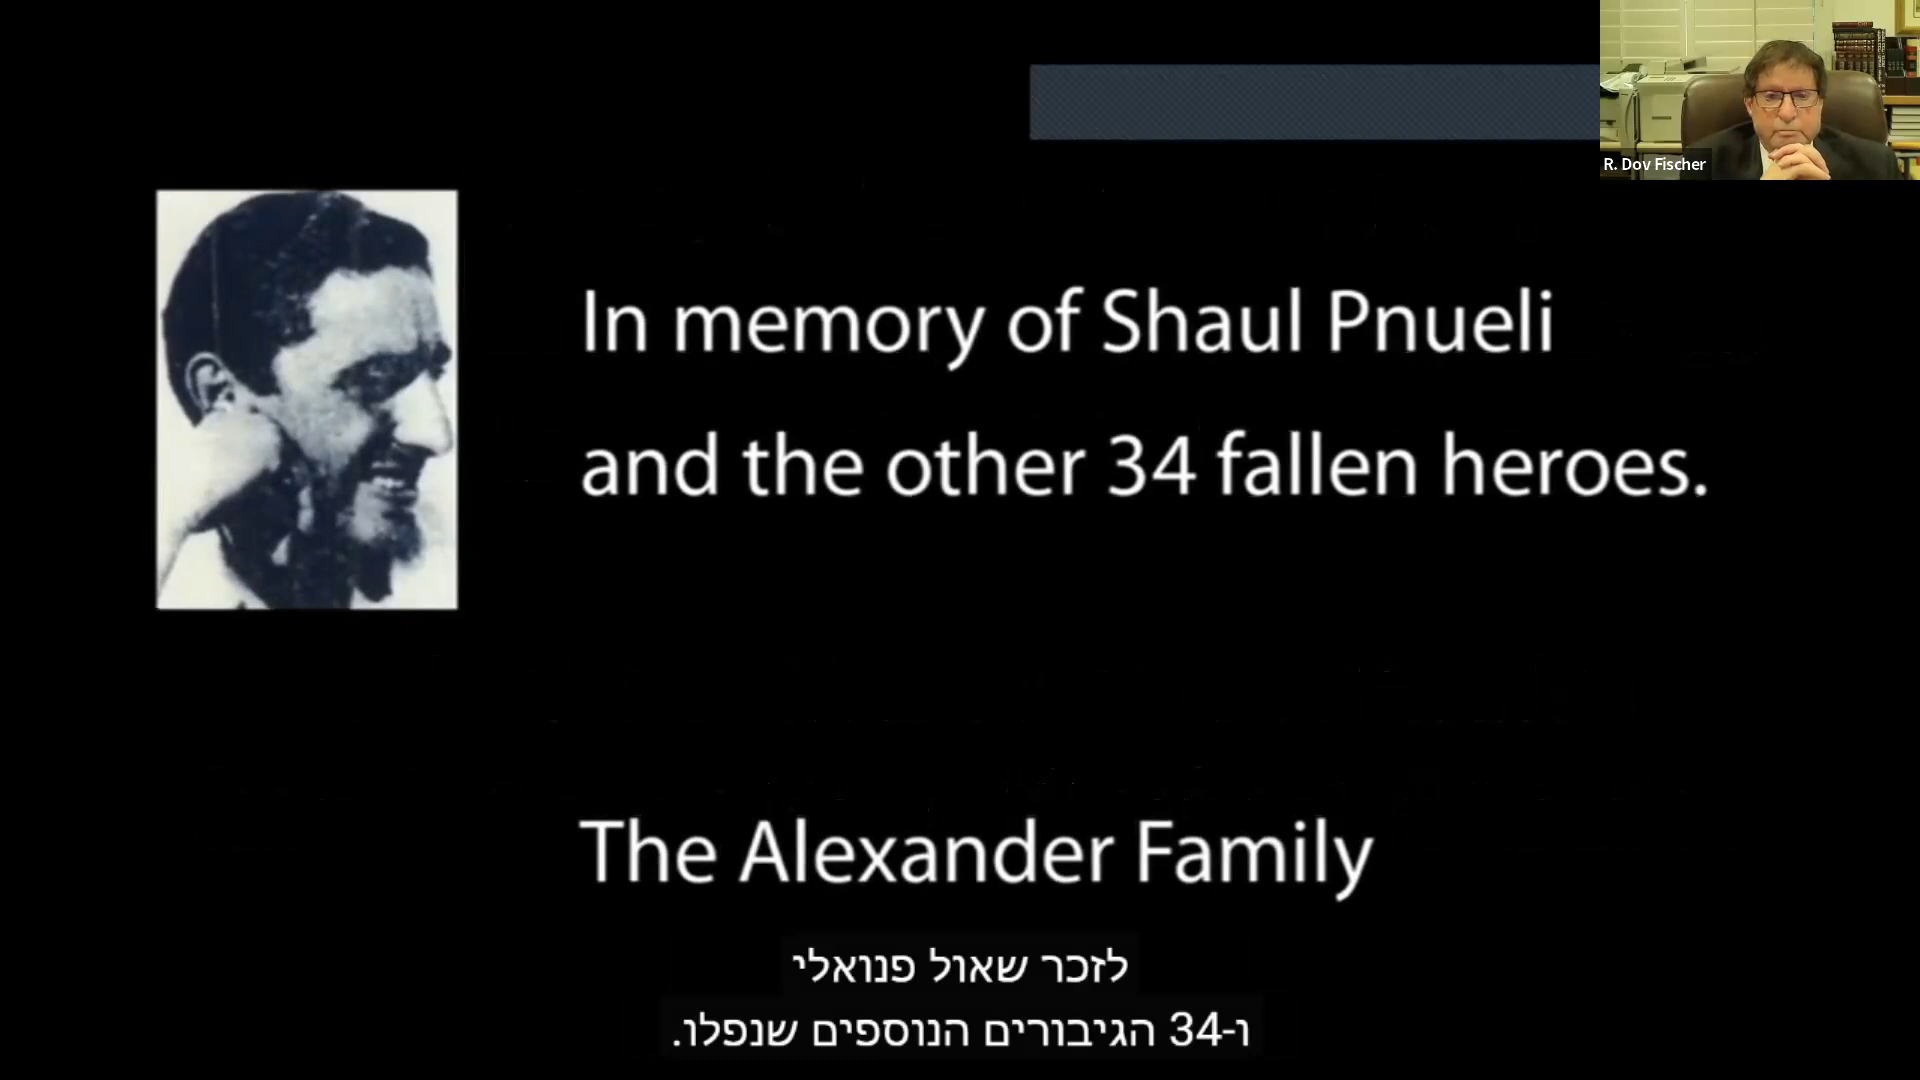 R. Dov Fischer
In memory of Shaul Pnueli
and the other 34 fallen heroes.
The Alexander Family
לזכר שאול פנואלי
ו-34 הגיבורים הנוספים שנפלו.